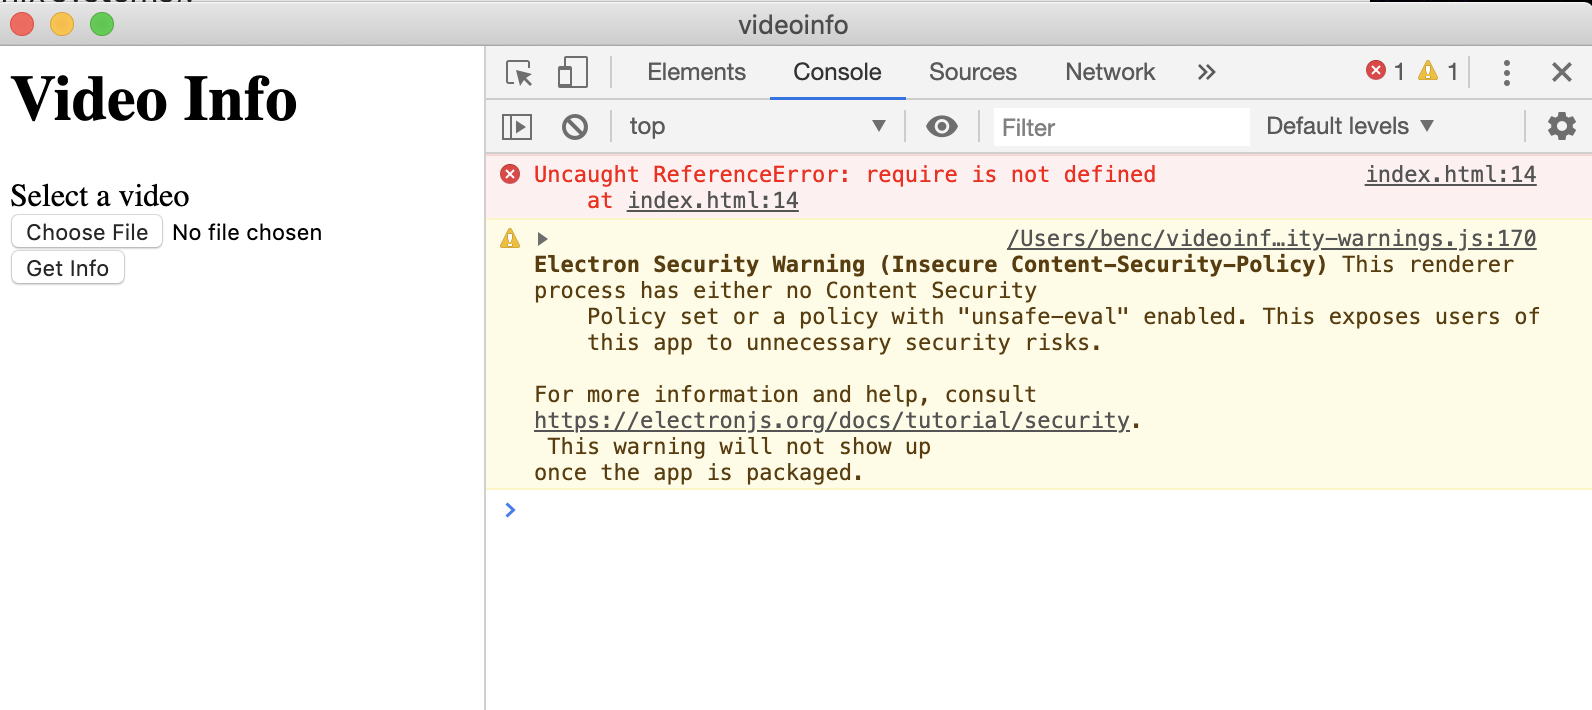 videoinfo
Video Info
Select a video
Choose File No file chosen
Get Info
Elements Console Sources Network » 1 1
top Filter Default levels
Uncaught ReferenceError: require is not defined index.html:14
at index.html:14
/Users/benc/videoinf…ity-warnings.js:170
Electron Security Warning (Insecure Content-Security-Policy) This renderer
process has either no Content Security
Policy set or a policy with "unsafe-eval" enabled. This exposes users of
this app to unnecessary security risks.
For more information and help, consult
https://electronjs.org/docs/tutorial/security.
This warning will not show up
once the app is packaged.